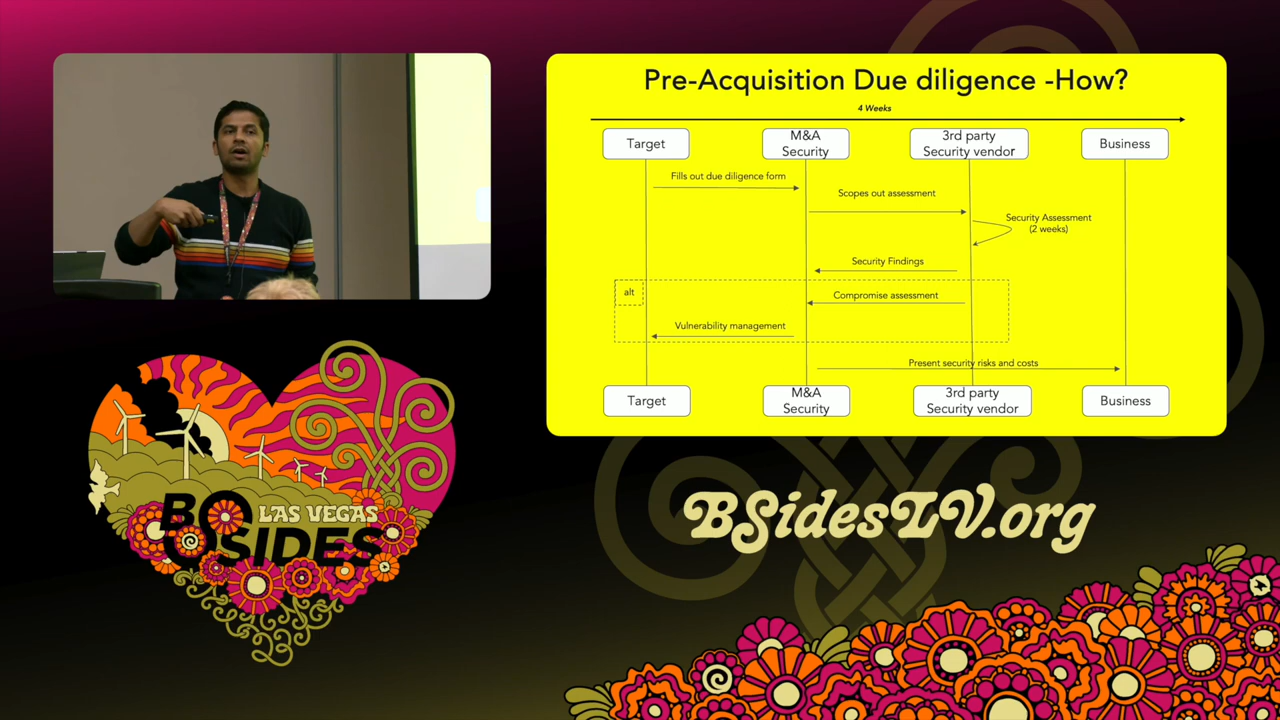 Pre-Acquisition Due diligence -How?
4 Weeks
Target
M&A
Security
3rd party
Security vendor
Business
Fills out due diligence form
Scopes out assessment
Security Assessment
(2 weeks)
Security Findings
alt
Compromise assessment
Vulnerability management
Present security risks and costs
Target
M&A
Security
3rd party
Security vendor
Business
LAS VEGAS
BSIDES
23
BSidesLV.org